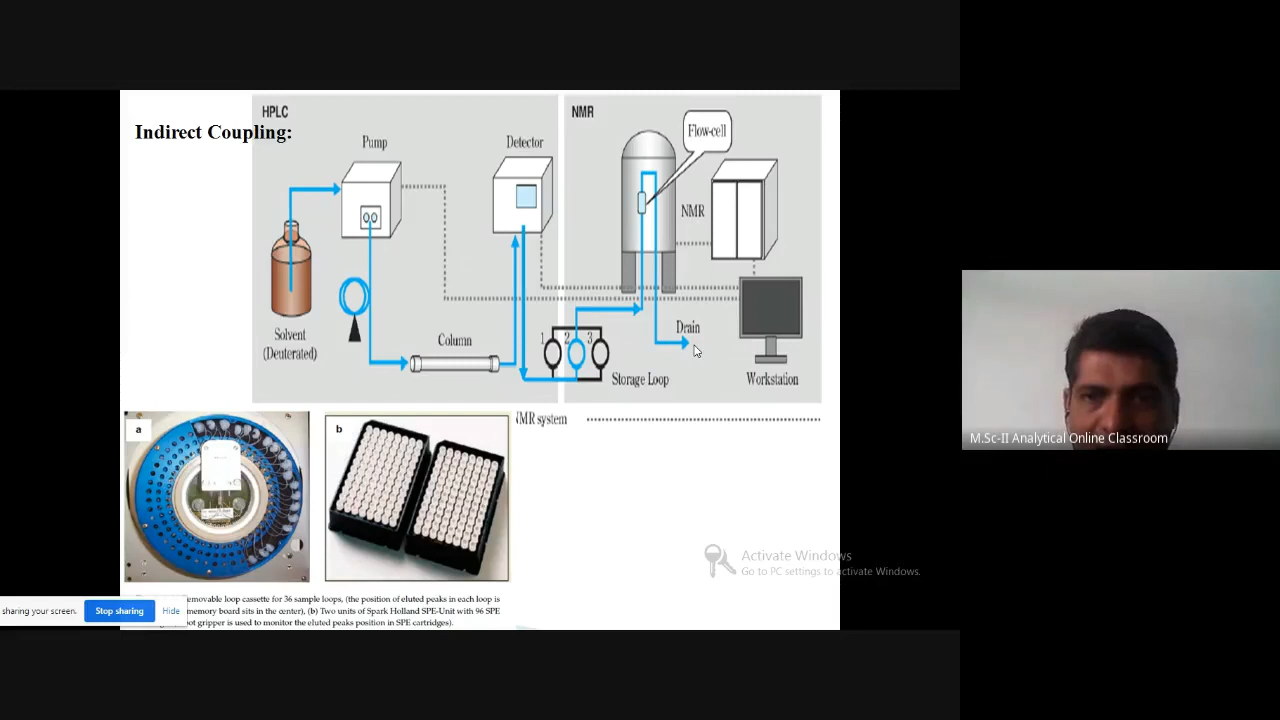 HPLC
NMR
Indirect Coupling:
Pump
Detector
Flow-cell
NMR
Solvent
(Deuterated)
Column
1
2
3
Drain
Storage Loop
Workstation
NMR system
a
b
Activate Windows
Go to PC settings to activate Windows.
removable loop cassette for 36 sample loops, (the position of eluted peaks in each loop is
memory board sits in the center), (b) Two units of Spark Holland SPE-Unit with 96 SPE
gripper is used to monitor the eluted peaks position in SPE cartridges).
sharing your screen.
Stop sharing
Hide
M.Sc-II Analytical Online Classroom